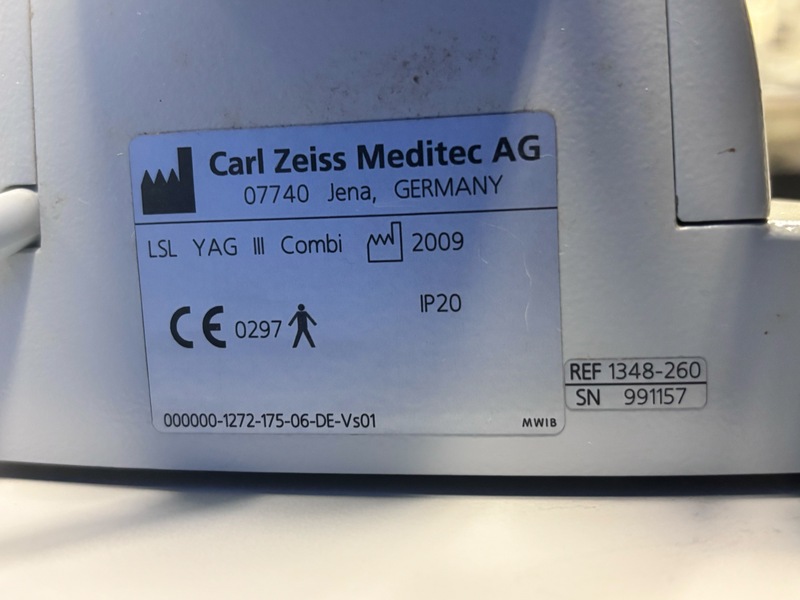 Carl Zeiss Meditec AG
07740 Jena, GERMANY
LSL YAG III Combi 2009
IP20
CE 0297
REF 1348-260
SN 991157
000000-1272-175-06-DE-Vs01 MWIB